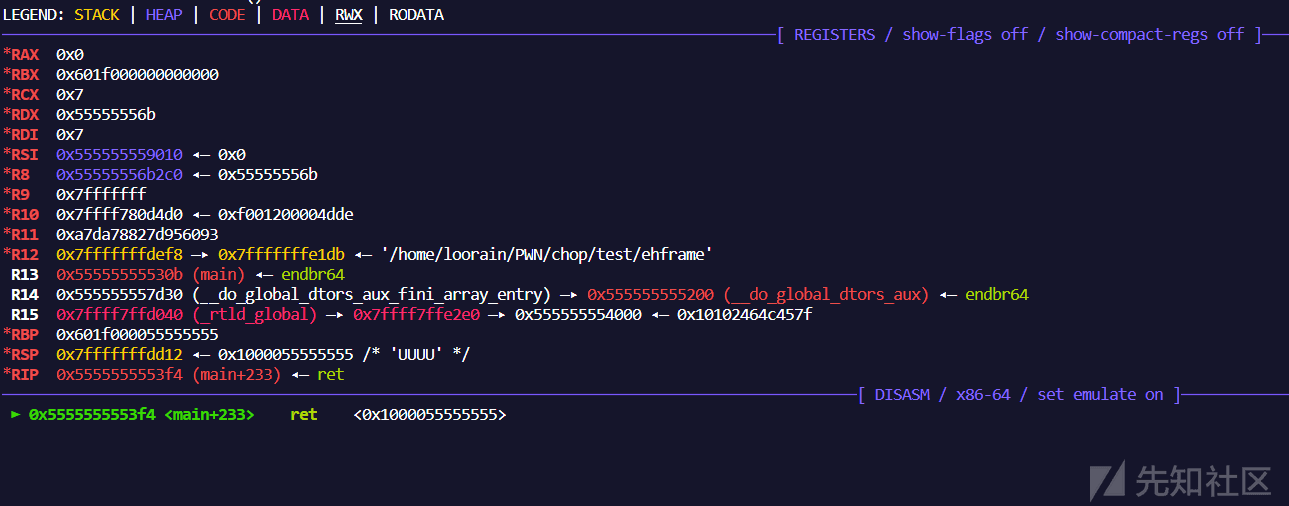 LEGEND: STACK | HEAP | CODE | DATA | RWX | RODATA
[ REGISTERS / show-flags off / show-compact-regs off ]
*RAX 0x0
*RBX 0x601f000000000000
*RCX 0x7
*RDX 0x55555556b
*RDI 0x7
*RSI 0x555555559010 ◂— 0x0
*R8 0x55555556b2c0 ◂— 0x55555556b
*R9 0x7fffffff
*R10 0x7ffff780d4d0 ◂— 0xf001200004dde
*R11 0xa7da78827d956093
*R12 0x7fffffffdef8 —▸ 0x7fffffffe1db ◂— '/home/loorain/PWN/chop/test/ehframe'
R13 0x55555555530b (main) ◂— endbr64
R14 0x555555557d30 (__do_global_dtors_aux_fini_array_entry) —▸ 0x555555555200 (__do_global_dtors_aux) ◂— endbr64
R15 0x7ffff7ffd040 (_rtld_global) —▸ 0x7ffff7ffe2e0 —▸ 0x555555554000 ◂— 0x10102464c457f
*RBP 0x601f000055555555
*RSP 0x7fffffffdd12 ◂— 0x1000055555555 /* 'UUUU' */
*RIP 0x5555555553f4 (main+233) ◂— ret
[ DISASM / x86-64 / set emulate on ]
► 0x5555555553f4 <main+233> ret <0x1000055555555>
先知社区